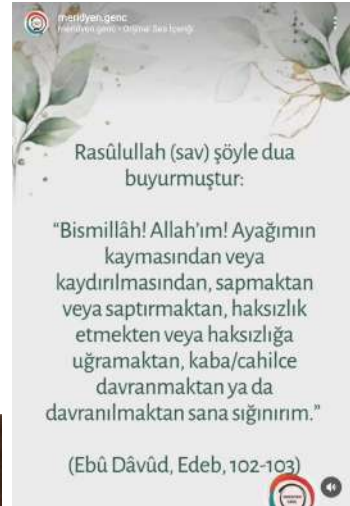 meridyen.genc
meridyen.genc • Orijinal Ses İçeriği
Rasûlullah (sav) şöyle dua
buyurmuştur:
“Bismillâh! Allah’ım! Ayağımın
kaymasından veya
kaydırılmasından, sapmaktan
veya saptırmaktan, haksızlık
etmekten veya haksızlığa
uğramaktan, kaba/cahilce
davranmaktan ya da
davranılmaktan sana sığınırım.”
(Ebû Dâvûd, Edeb, 102-103)